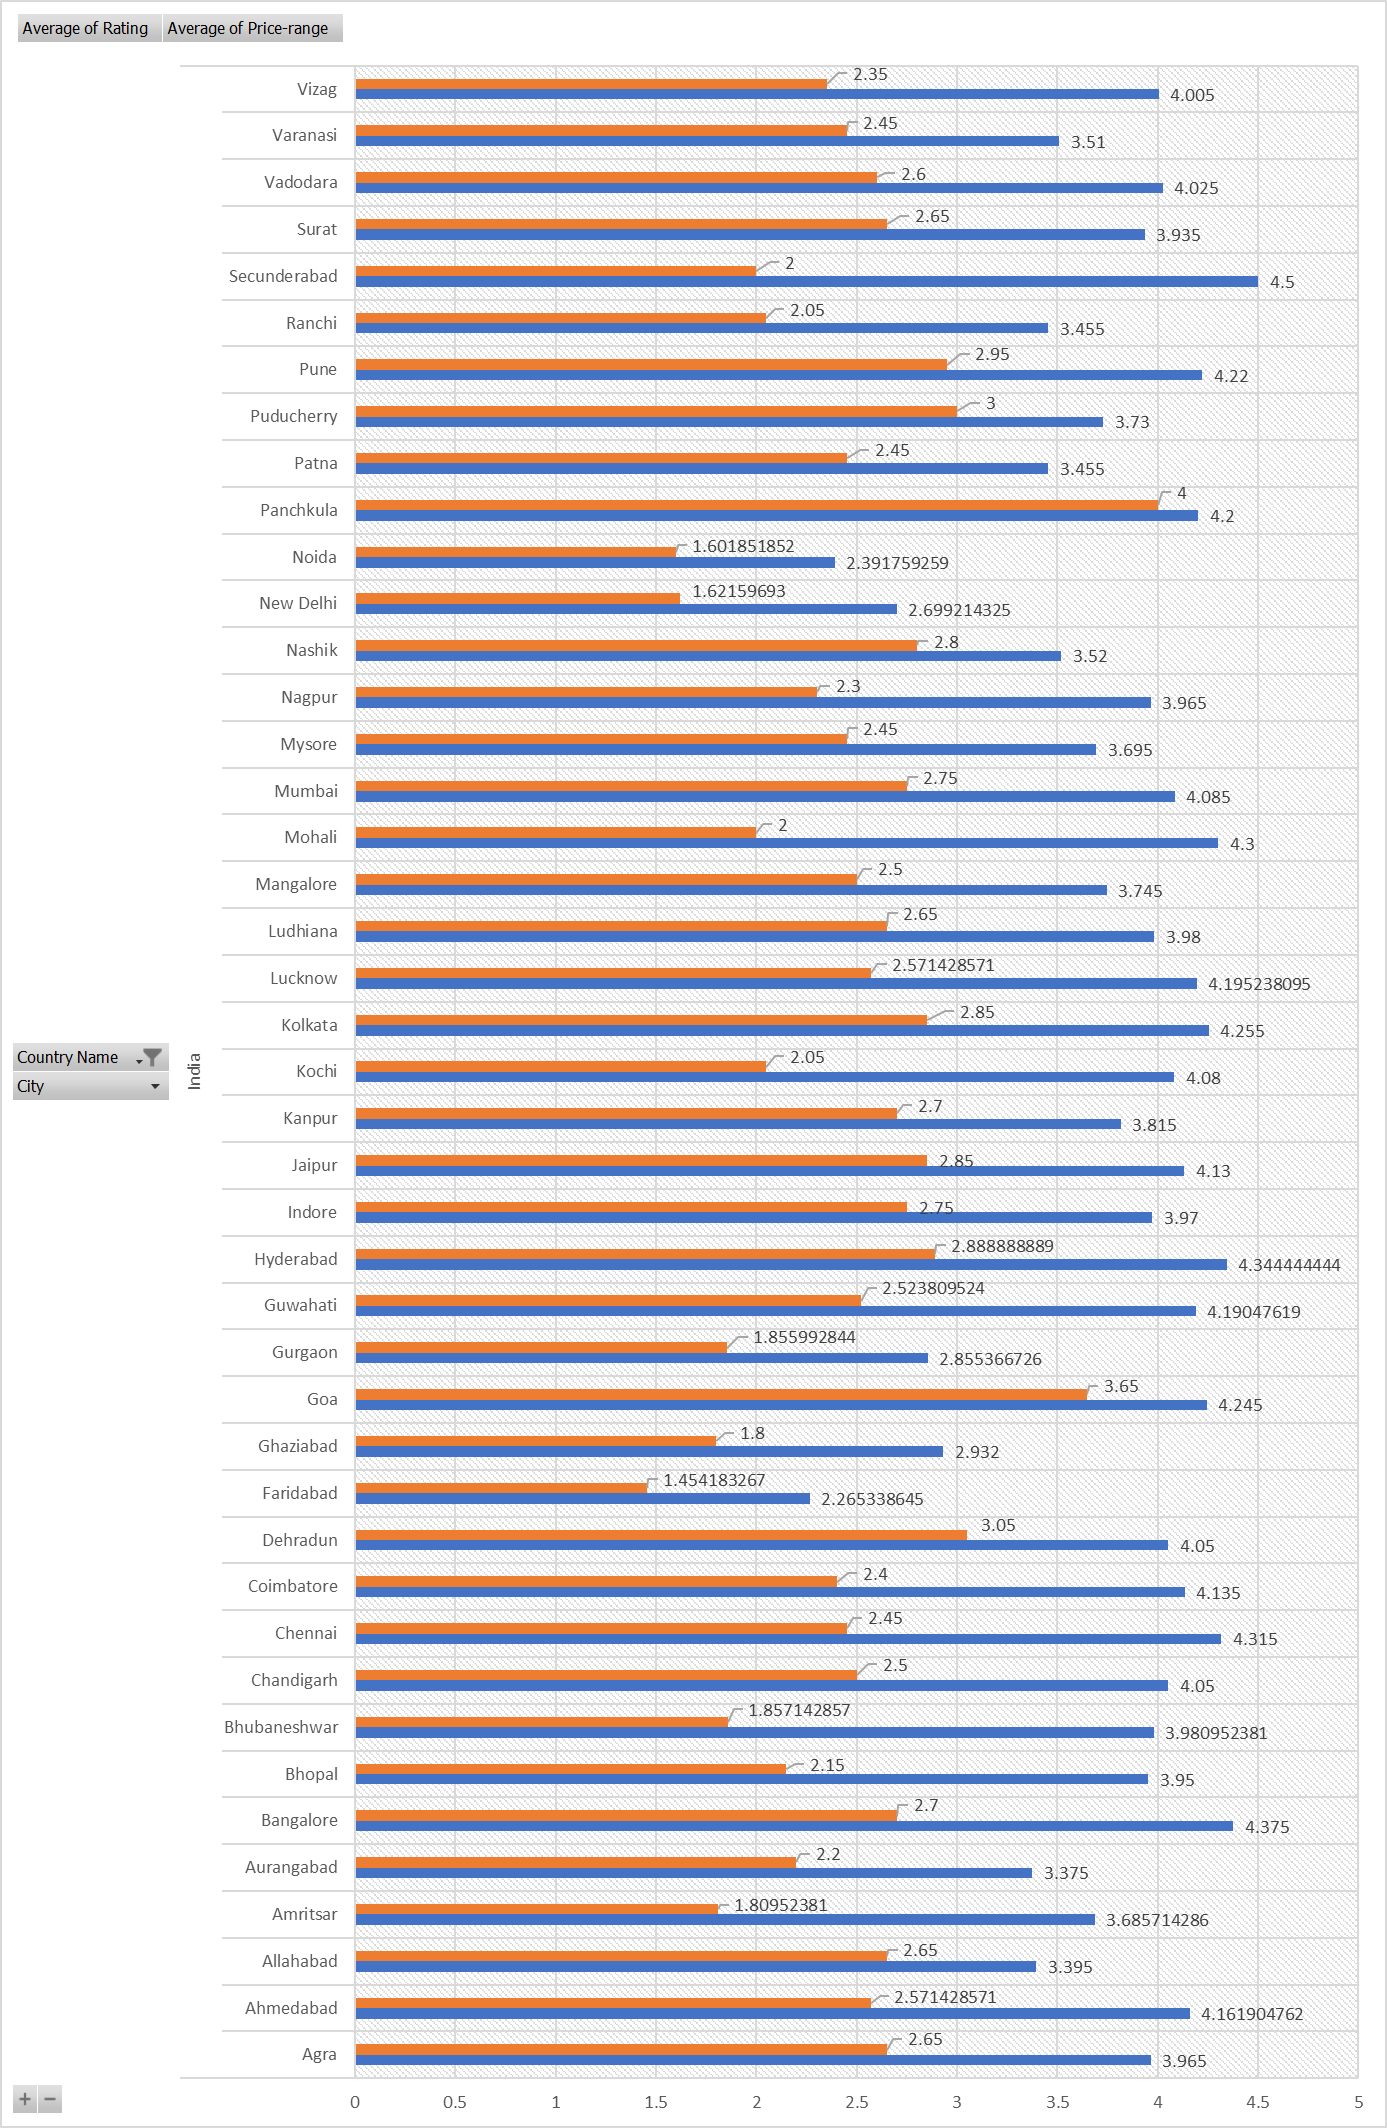 Average of Rating Average of Price-range
Vizag 2.35 4.005
Varanasi 2.45 3.51
Vadodara 2.6 4.025
Surat 2.65 3.935
Secunderabad 2 4.5
Ranchi 2.05 3.455
Pune 2.95 4.22
Puducherry 3 3.73
Patna 2.45 3.455
Panchkula 4 4.2
Noida 1.601851852 2.391759259
New Delhi 1.62159693 2.699214325
Nashik 2.8 3.52
Nagpur 2.3 3.965
Mysore 2.45 3.695
Mumbai 2.75 4.085
Mohali 2 4.3
Mangalore 2.5 3.745
Ludhiana 2.65 3.98
Lucknow 2.571428571 4.195238095
Kolkata 2.85 4.255
Country Name
City
India
Kochi 2.05 4.08
Kanpur 2.7 3.815
Jaipur 2.85 4.13
Indore 2.75 3.97
Hyderabad 2.888888889 4.344444444
Guwahati 2.523809524 4.19047619
Gurgaon 1.855992844 2.855366726
Goa 3.65 4.245
Ghaziabad 1.8 2.932
Faridabad 1.454183267 2.265338645
Dehradun 3.05 4.05
Coimbatore 2.4 4.135
Chennai 2.45 4.315
Chandigarh 2.5 4.05
Bhubaneshwar 1.857142857 3.980952381
Bhopal 2.15 3.95
Bangalore 2.7 4.375
Aurangabad 2.2 3.375
Amritsar 1.80952381 3.685714286
Allahabad 2.65 3.395
Ahmedabad 2.571428571 4.161904762
Agra 2.65 3.965
+ −
0 0.5 1 1.5 2 2.5 3 3.5 4 4.5 5